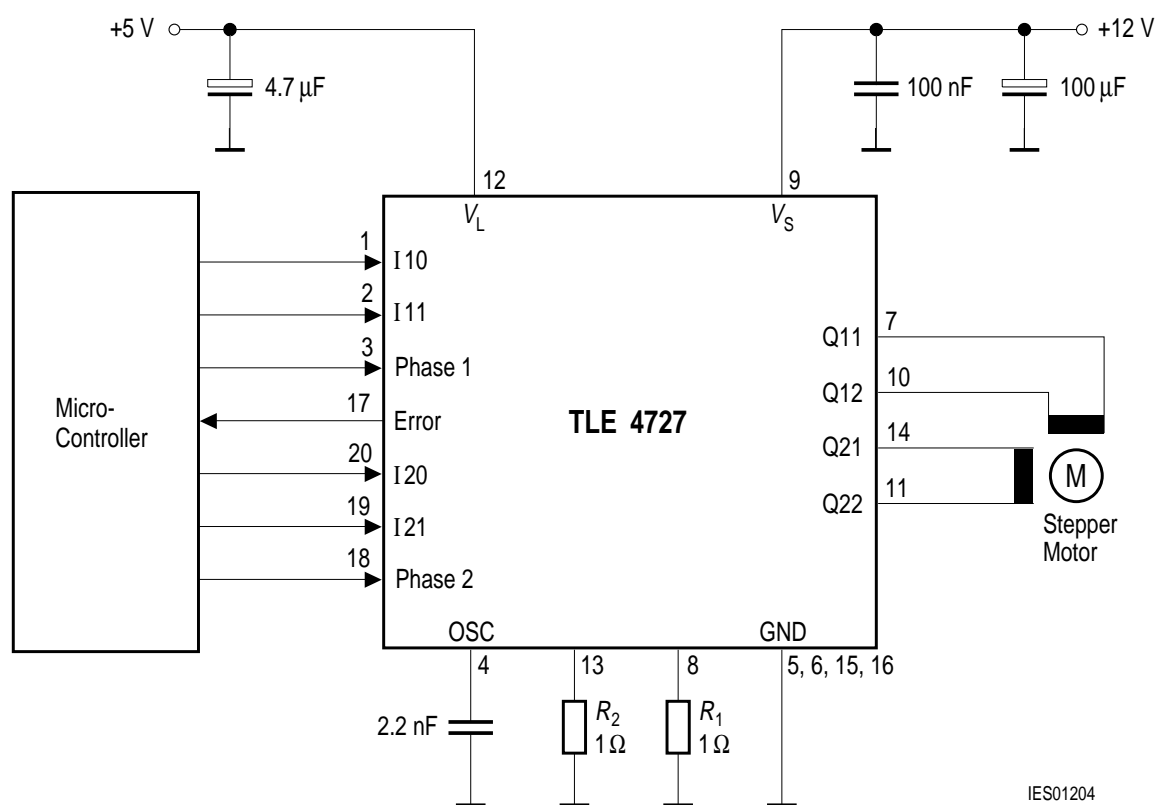 +5 V
+12 V
4.7 μF
100 nF
100 μF
12
9
V_L
V_S
1
I10
2
I11
3
Phase 1
17
Error
20
I20
19
I21
18
Phase 2
Micro-
Controller
TLE 4727
Q11
7
Q12
10
Q21
14
Q22
11
M
Stepper
Motor
OSC
GND
4
13
8
5, 6, 15, 16
2.2 nF
R_2
1 Ω
R_1
1 Ω
IES01204